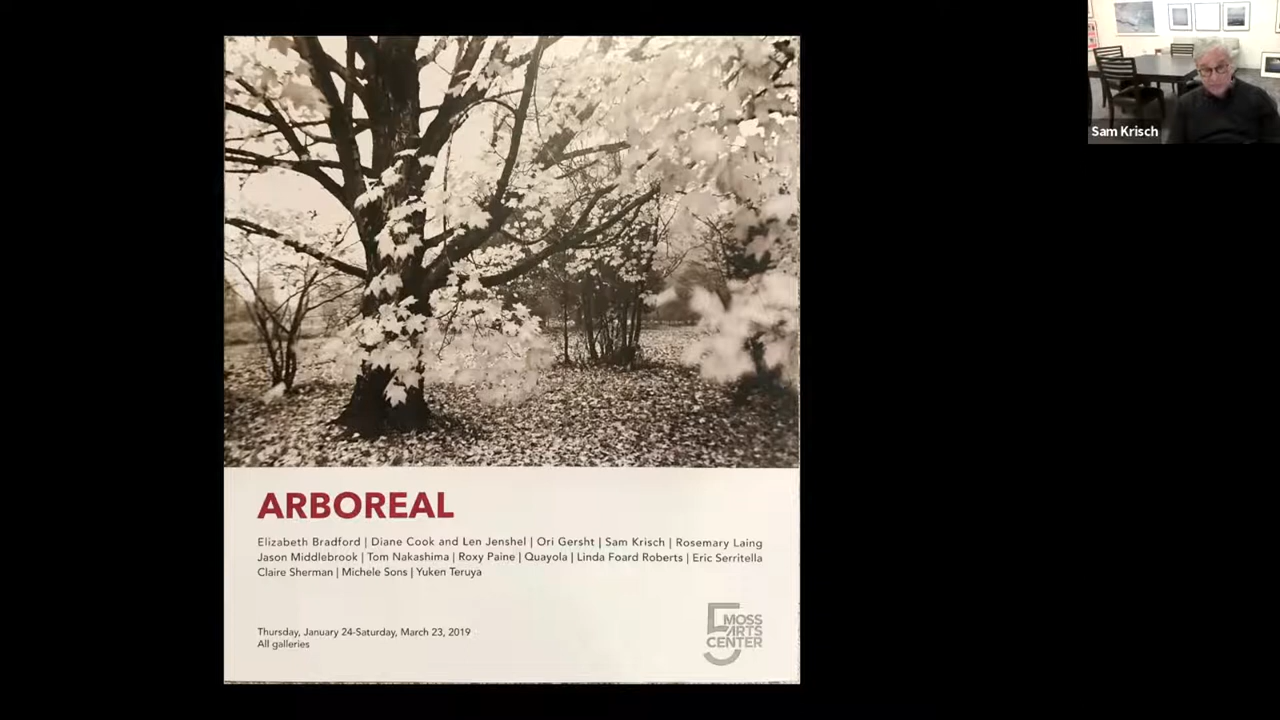 Sam Krisch
ARBOREAL
Elizabeth Bradford | Diane Cook and Len Jenshel | Ori Gersht | Sam Krisch | Rosemary Laing
Jason Middlebrook | Tom Nakashima | Roxy Paine | Quayola | Linda Foard Roberts | Eric Serritella
Claire Sherman | Michele Sons | Yuken Teruya
Thursday, January 24-Saturday, March 23, 2019
All galleries
5
MOSS
ARTS
CENTER